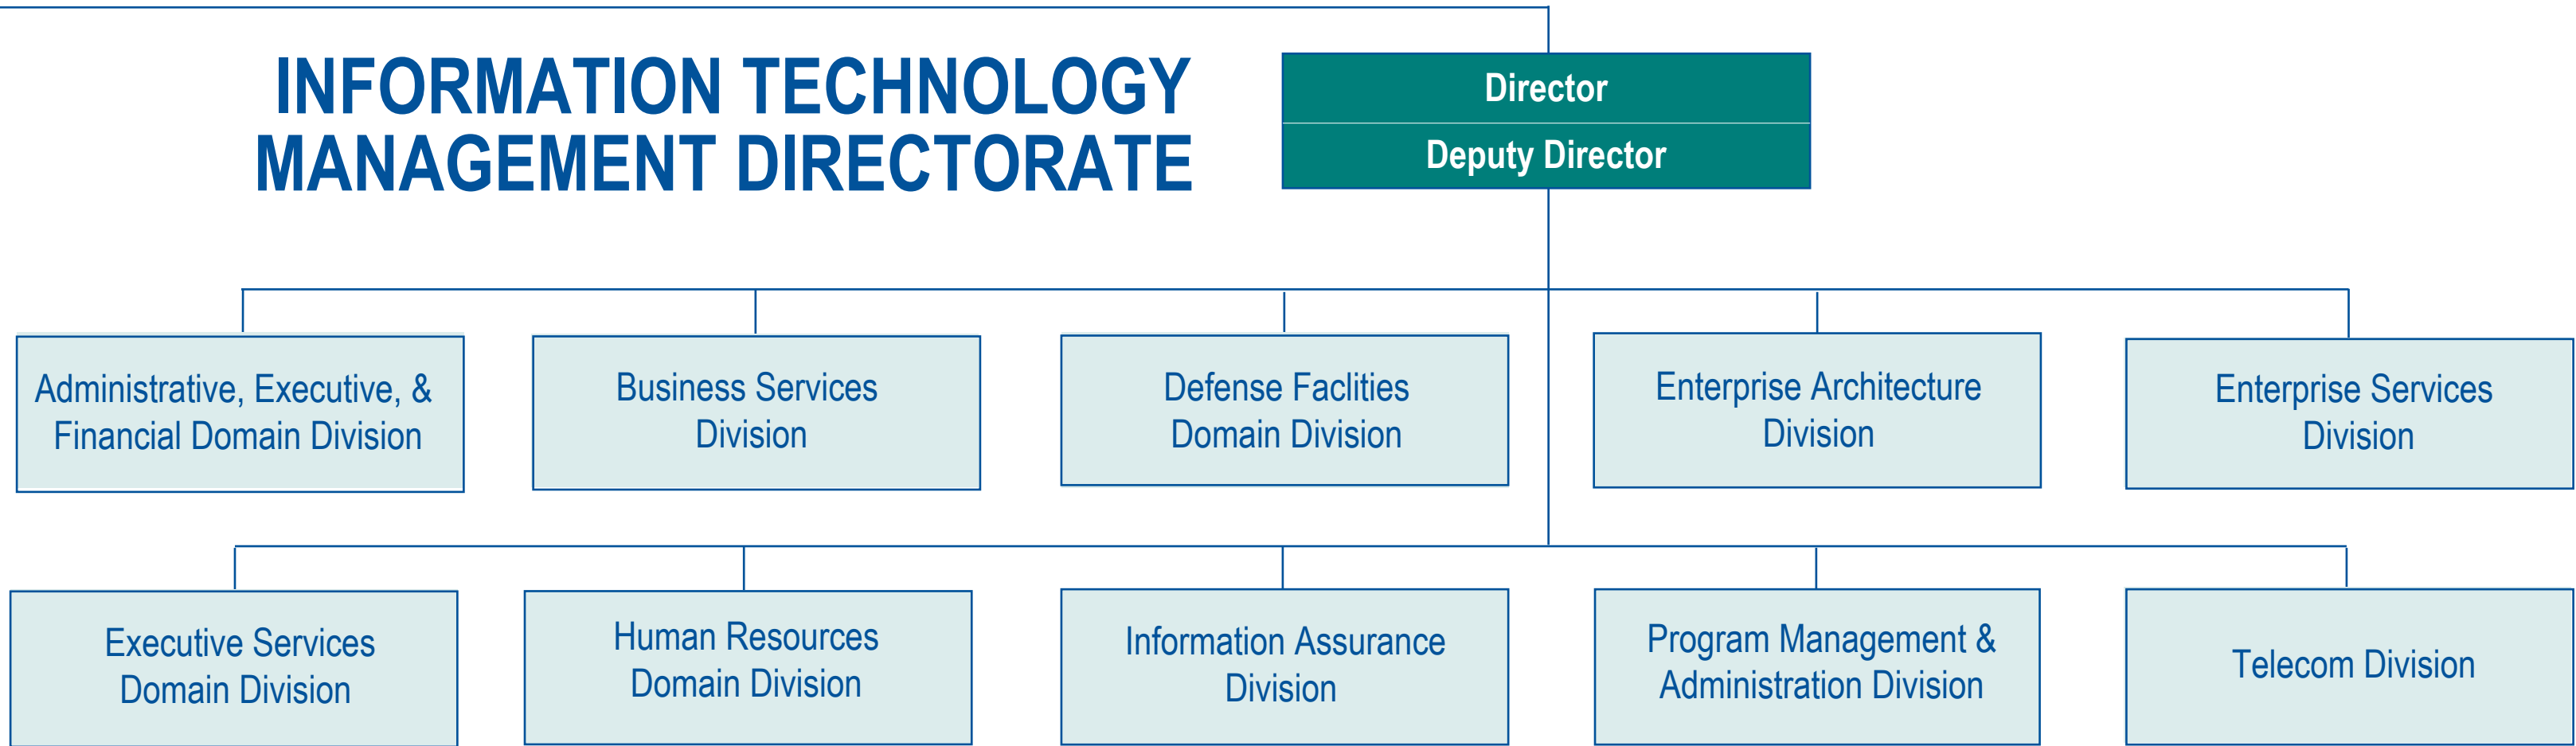 INFORMATION TECHNOLOGY
MANAGEMENT DIRECTORATE
Director
Deputy Director
Administrative, Executive, &
Financial Domain Division
Business Services
Division
Defense Faclities
Domain Division
Enterprise Architecture
Division
Enterprise Services
Division
Executive Services
Domain Division
Human Resources
Domain Division
Information Assurance
Division
Program Management &
Administration Division
Telecom Division